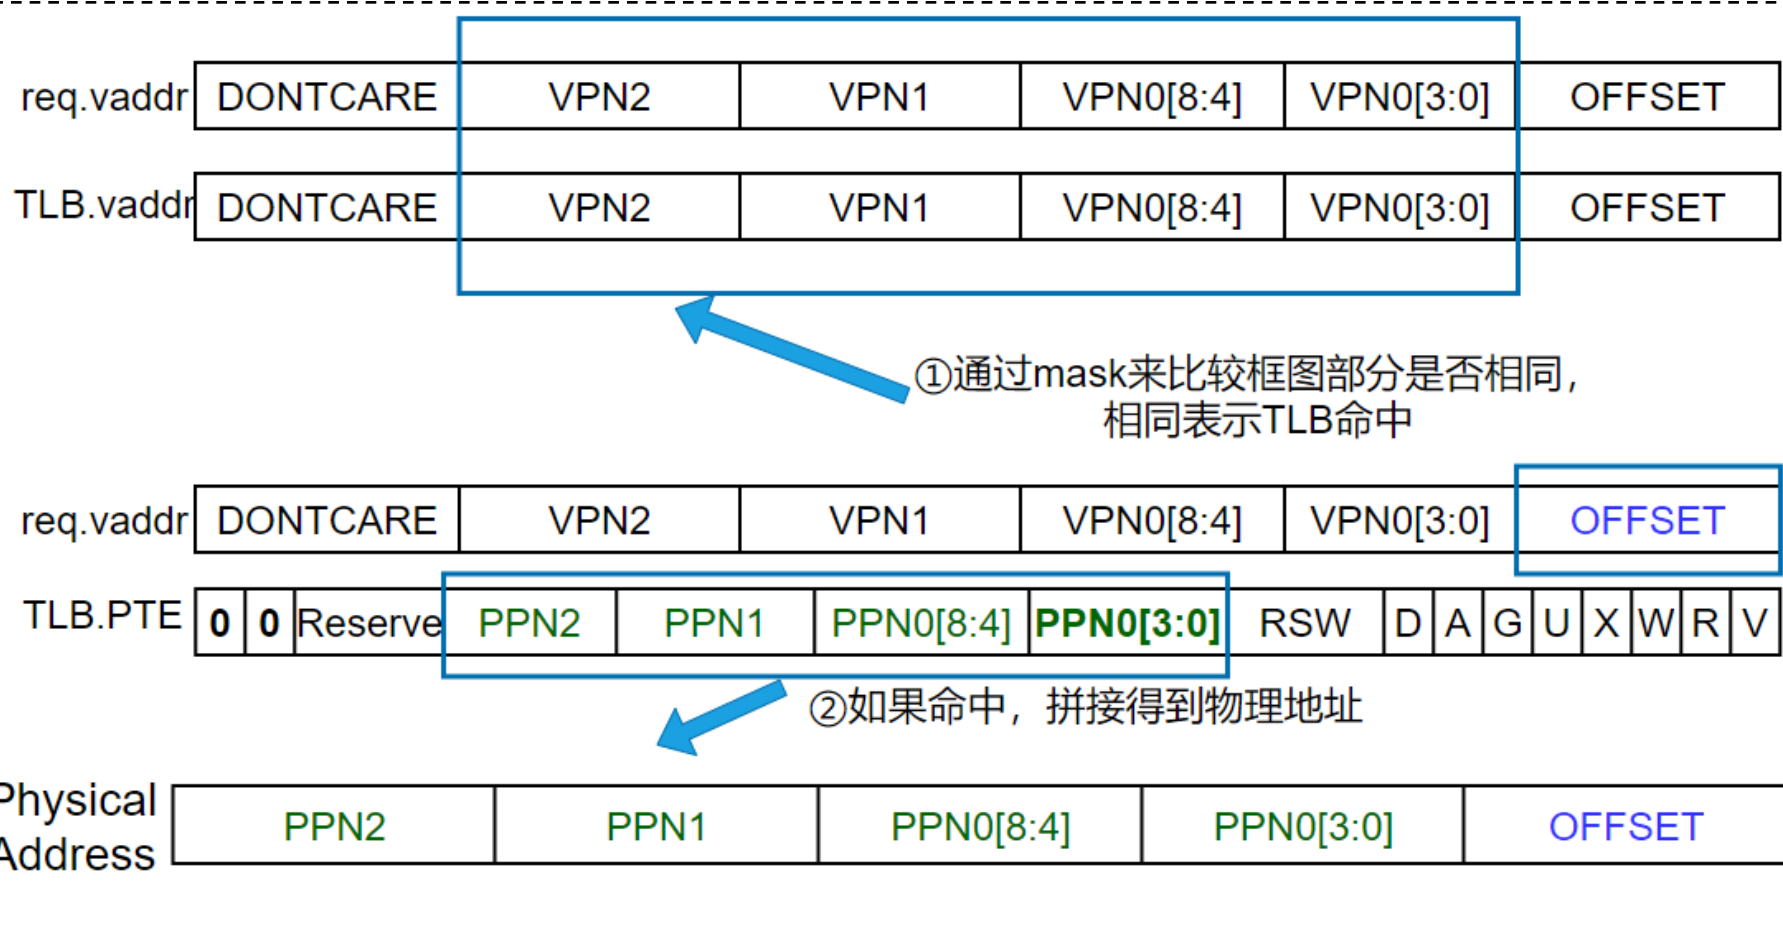 req.vaddr DONTCARE VPN2 VPN1 VPN0[8:4] VPN0[3:0] OFFSET
TLB.vaddr DONTCARE VPN2 VPN1 VPN0[8:4] VPN0[3:0] OFFSET
①通过mask来比较框图部分是否相同，
相同表示TLB命中
req.vaddr DONTCARE VPN2 VPN1 VPN0[8:4] VPN0[3:0] OFFSET
TLB.PTE 0 0 Reserve PPN2 PPN1 PPN0[8:4] PPN0[3:0] RSW D A G U X W R V
②如果命中，拼接得到物理地址
Physical
Address
PPN2 PPN1 PPN0[8:4] PPN0[3:0] OFFSET